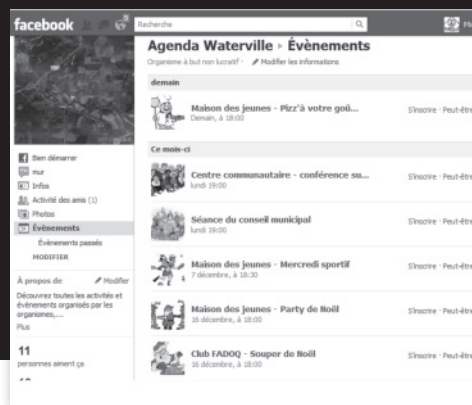 facebook
Recherche
Agenda Waterville ▸ Évènements
Organisme à but non lucratif · Modifier les informations
demain
Maison des jeunes - Pizz'à votre goû...
Demain, à 18:00
S'inscrire · Peut-être
Ce mois-ci
Centre communautaire - conférence su...
lundi 19:00
S'inscrire · Peut-être
Séance du conseil municipal
lundi 19:00
S'inscrire · Peut-être
Maison des jeunes - Mercredi sportif
7 décembre, à 18:30
S'inscrire · Peut-être
Maison des jeunes - Party de Noël
16 décembre, à 18:00
S'inscrire · Peut-être
Club FADOQ - Souper de Noël
16 décembre, à 18:00
S'inscrire · Peut-être
Bien démarrer
mur
Infos
Activité des amis (1)
Photos
Évènements
Évènements passés
MODIFIER
À propos de Modifier
Découvrez toutes les activités et
évènements organisés par les
organismes,...
Plus
11
personnes aiment ça